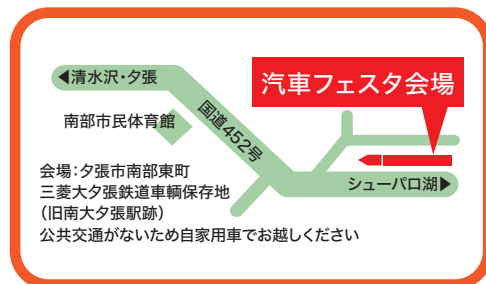 ◀清水沢・夕張
汽車フェスタ会場
南部市民体育館
国道452号
シューパロ湖▶
会場：夕張市南部東町
三菱大夕張鉄道車輌保存地
（旧南大夕張駅跡）
公共交通がないため自家用車でお越しください